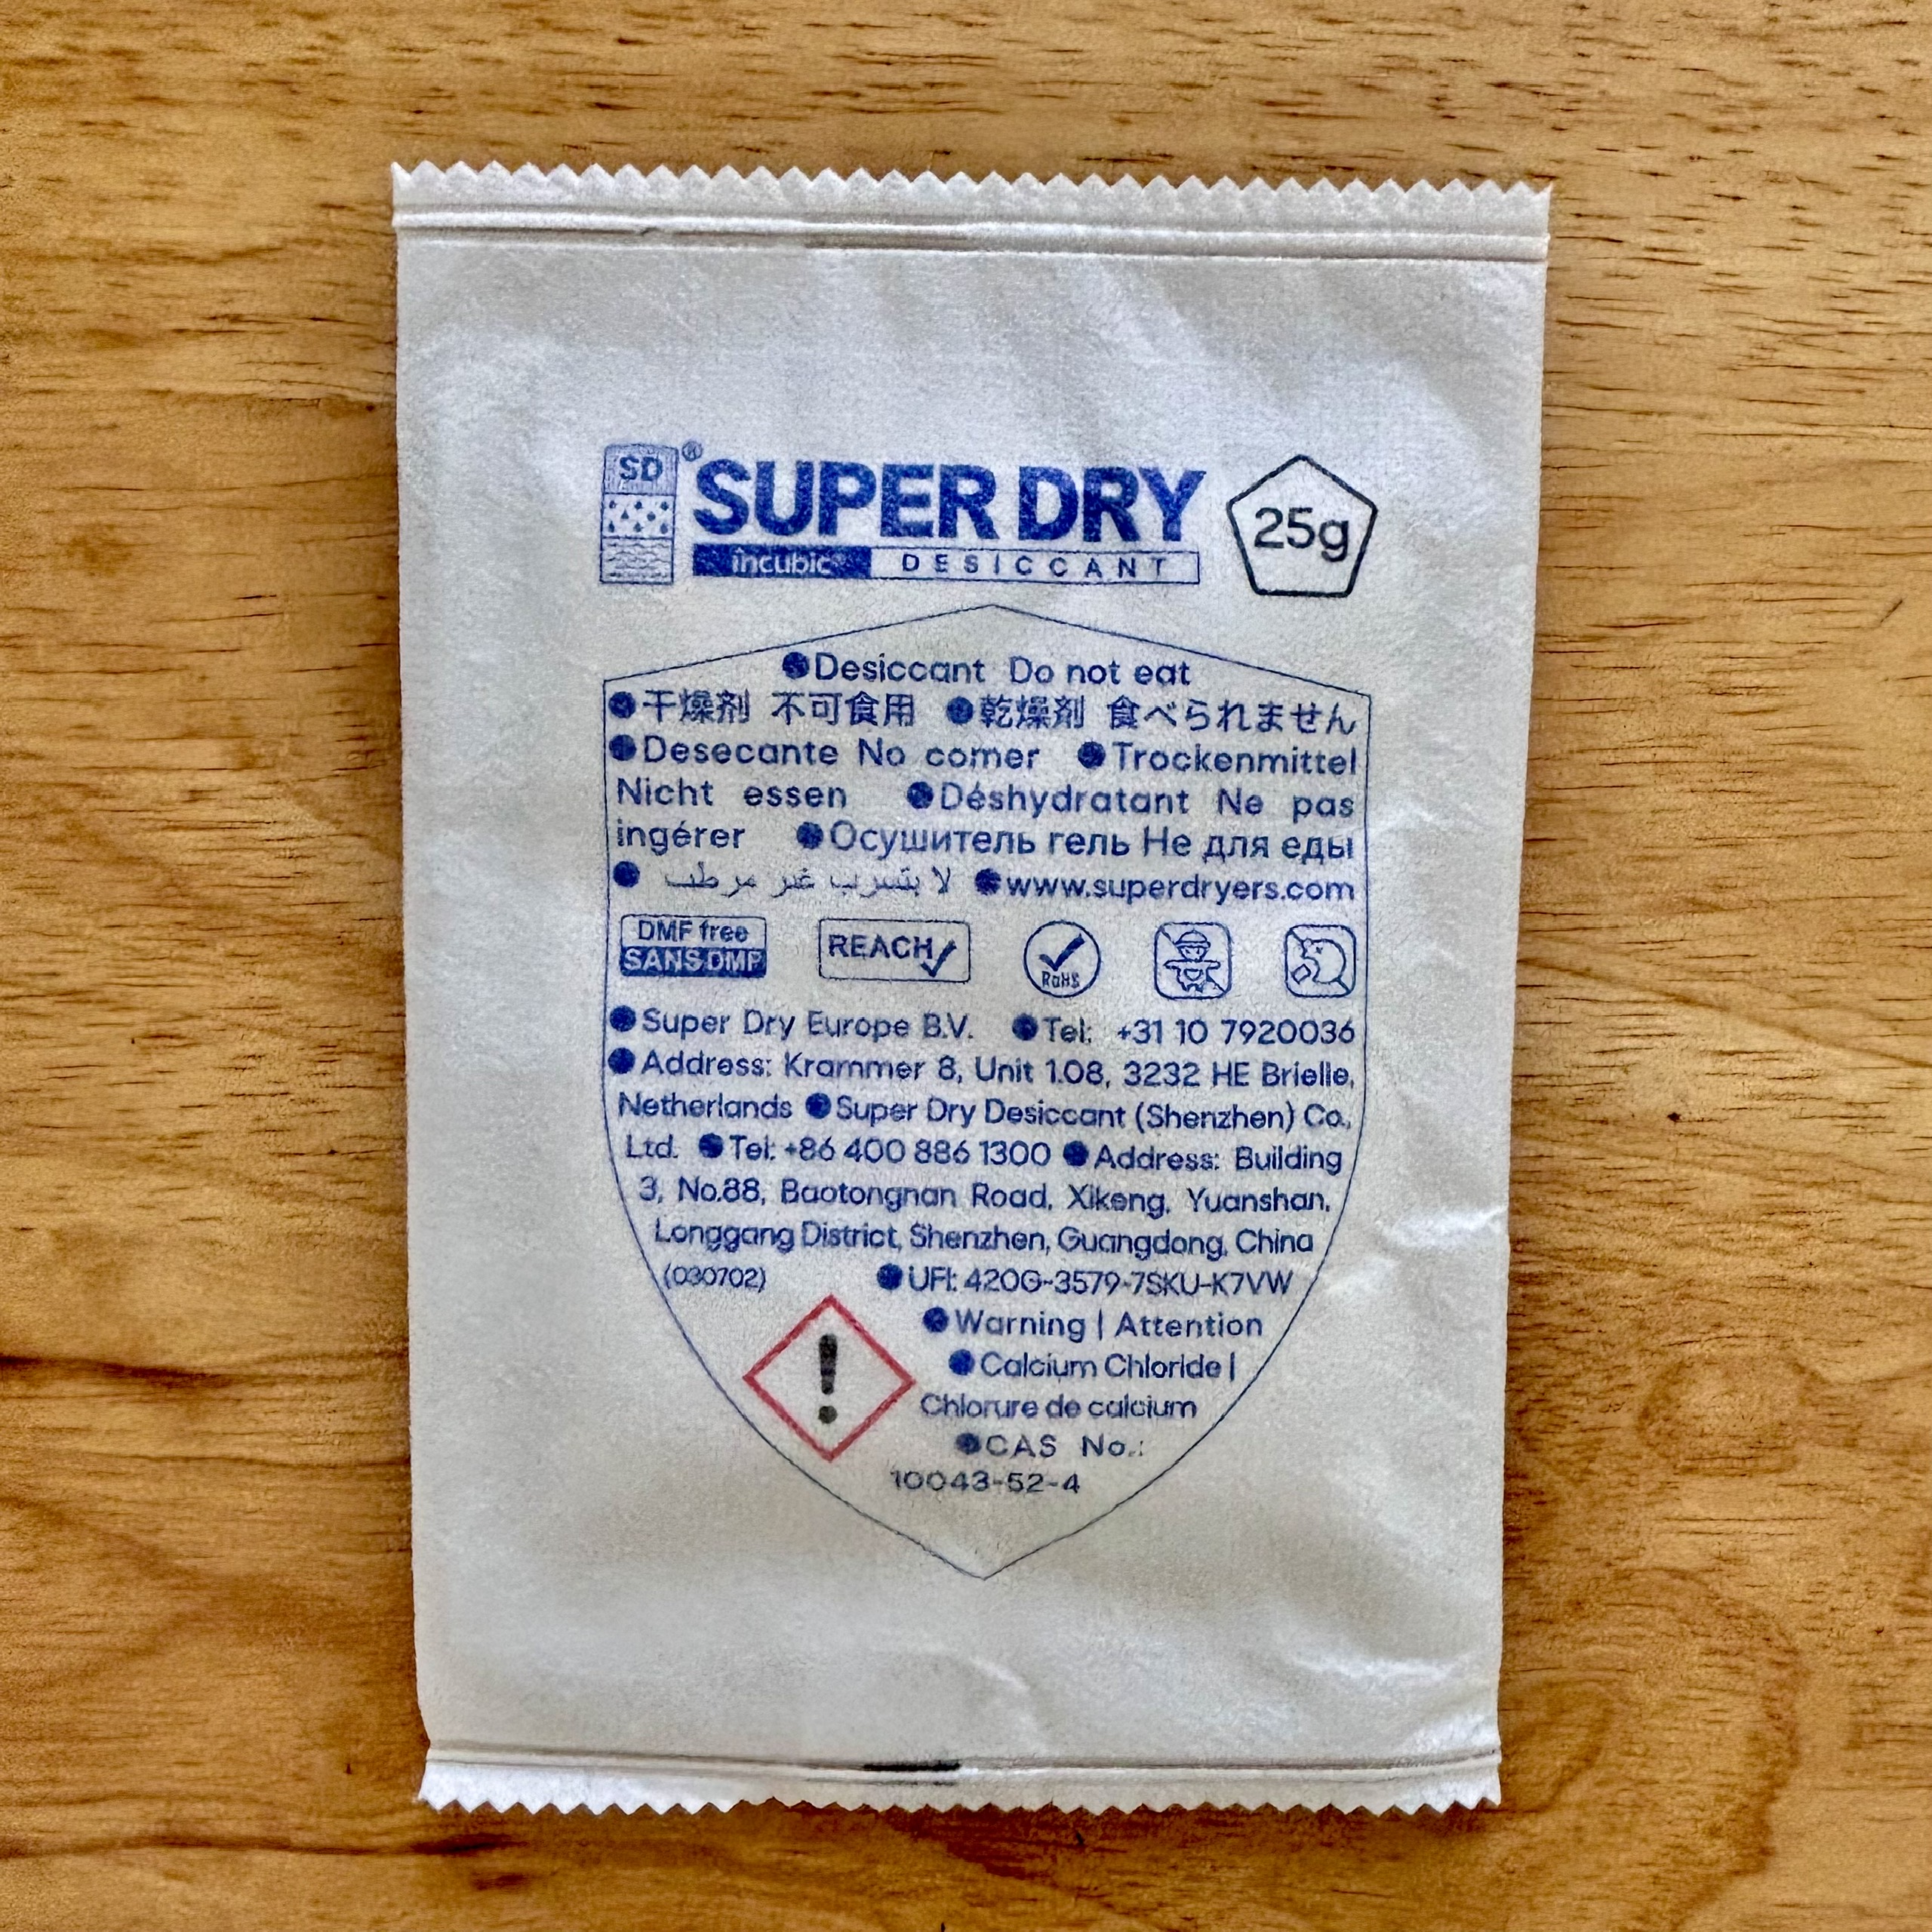 SD ® SUPER DRY 25g
incubic DESICCANT
●Desiccant Do not eat
●干燥剂 不可食用 ●乾燥剤 食べられません
●Desecante No comer ●Trockenmittel
Nicht essen ●Déshydratant Ne pas
ingérer ●Осушитель гель Не для еды
● لا مرطب ●www.superdryers.com
DMF free
SANS DMF
REACH
RoHS
●Super Dry Europe B.V. ●Tel: +31 10 7920036
●Address: Krammer 8, Unit 1.08, 3232 HE Brielle,
Netherlands ●Super Dry Desiccant (Shenzhen) Co.,
Ltd. ●Tel: +86 400 886 1300 ●Address: Building
3, No.88, Baotongnan Road, Xikeng, Yuanshan,
Longgang District, Shenzhen, Guangdong, China
(030702) ●UFI: 420G-3579-7SKU-K7VW
●Warning | Attention
●Calcium Chloride |
Chlorure de calcium
●CAS No.:
10043-52-4